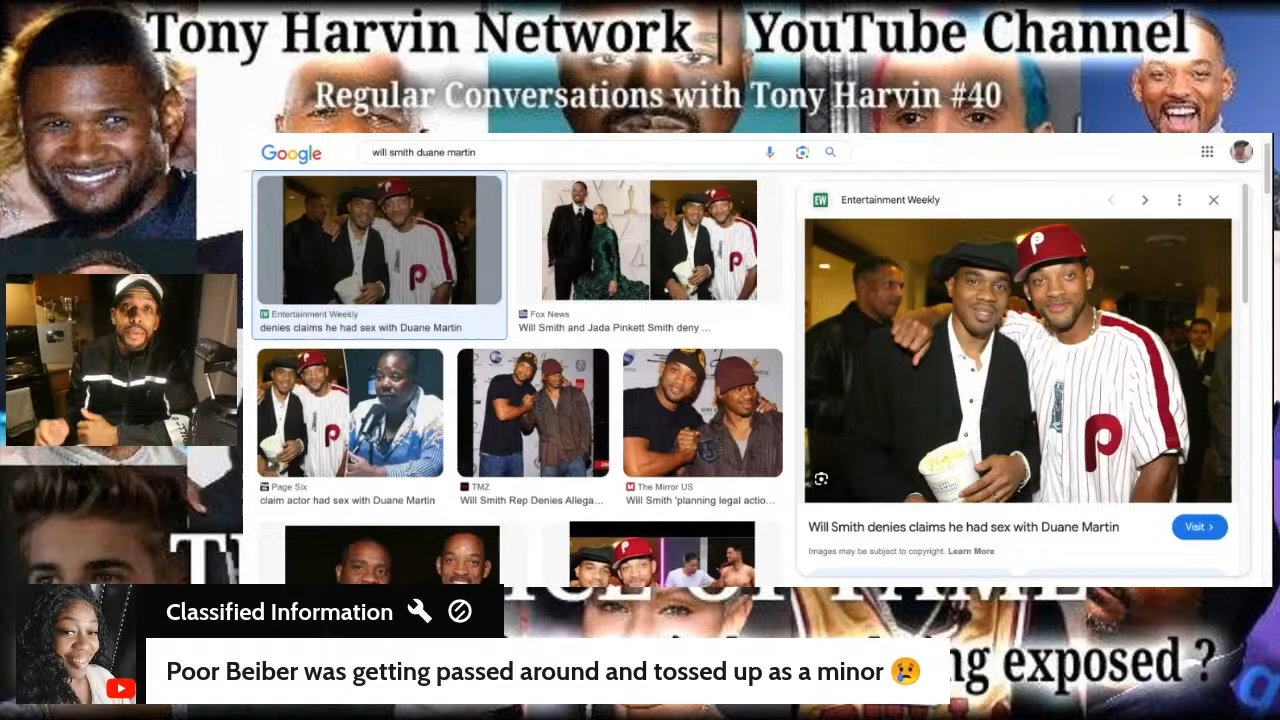 Tony Harvin Network | YouTube Channel
Regular Conversations with Tony Harvin #40
Google
will smith duane martin
EW Entertainment Weekly
P
P
Entertainment Weekly
denies claims he had sex with Duane Martin
Fox News
Will Smith and Jada Pinkett Smith deny ...
Page Six
claim actor had sex with Duane Martin
TMZ
Will Smith Rep Denies Allega...
The Mirror US
Will Smith 'planning legal actio...
Will Smith denies claims he had sex with Duane Martin
Visit >
Images may be subject to copyright. Learn More
OF FAME
exposed ?
Classified Information
Poor Beiber was getting passed around and tossed up as a minor 😢